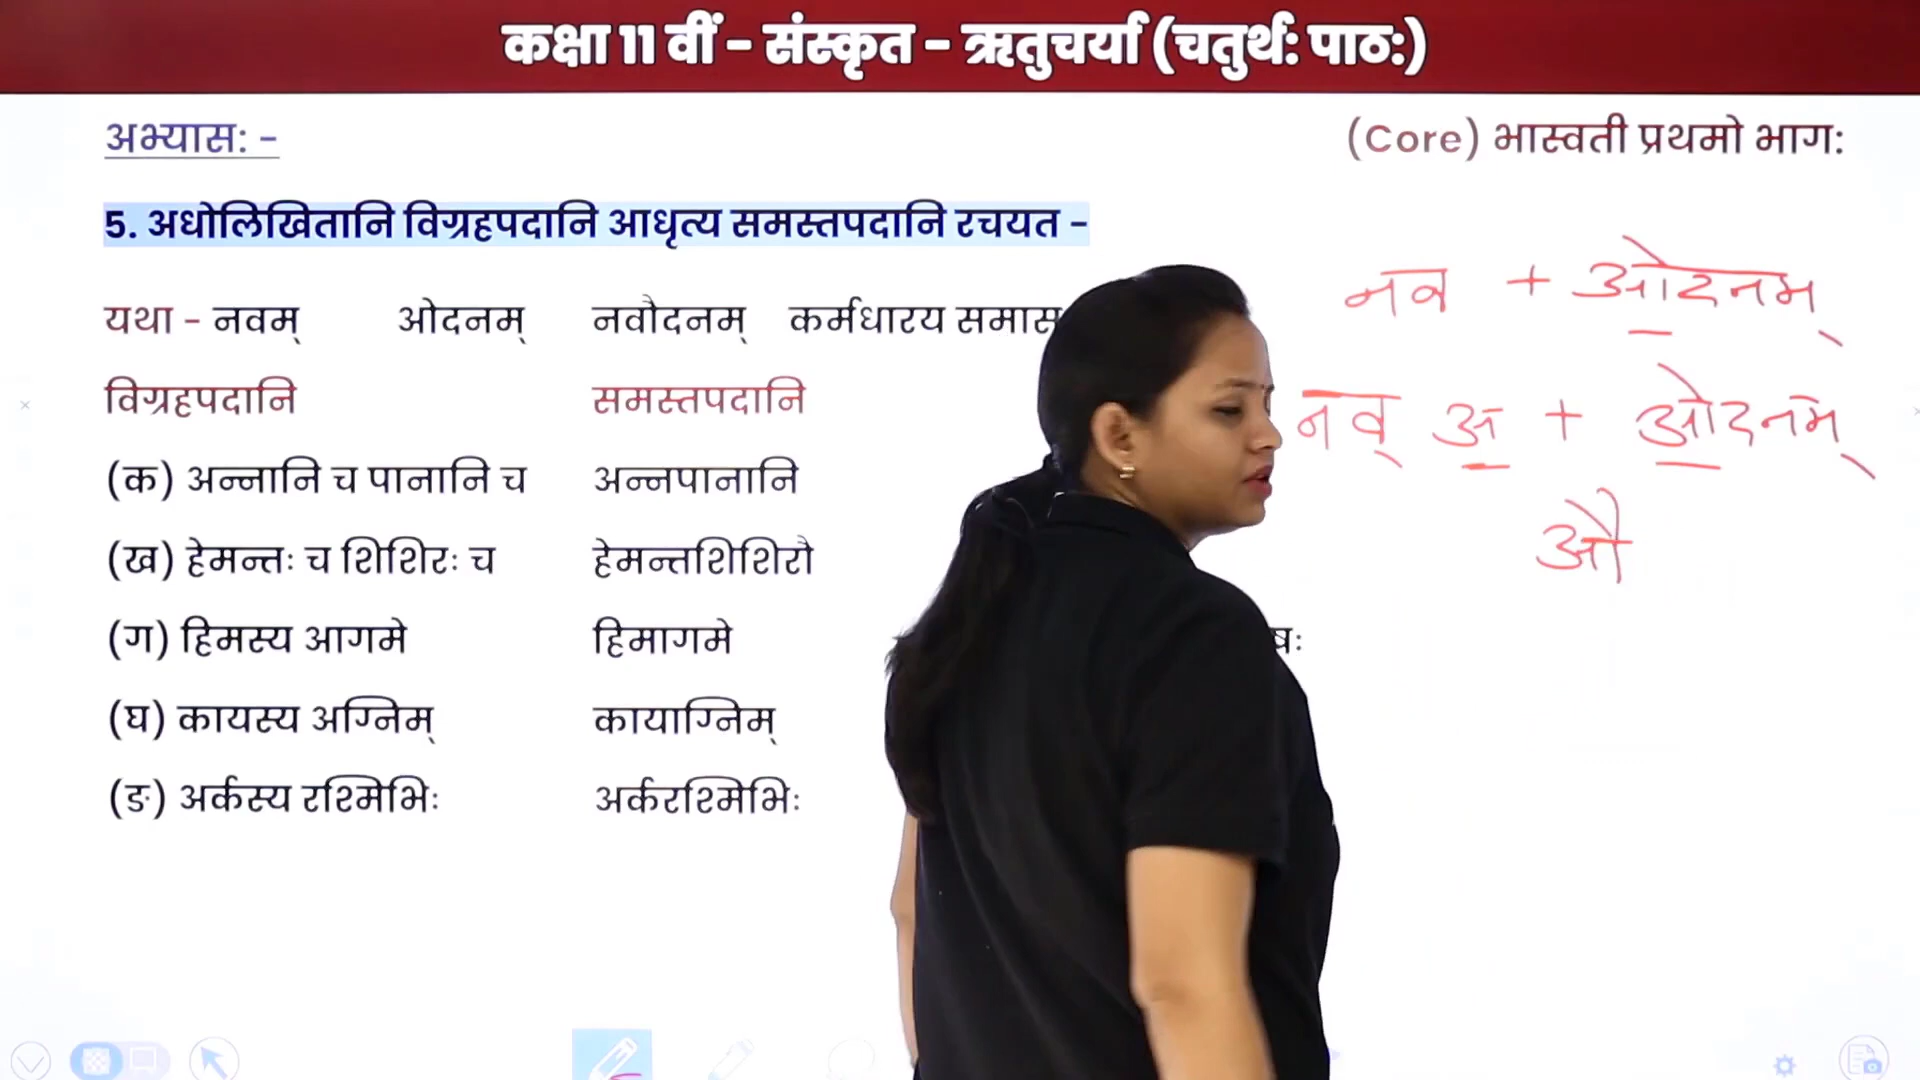 कक्षा 11 वीं - संस्कृत - ऋतुचर्या (चतुर्थ: पाठ:)
अभ्यास: -
(Core) भास्वती प्रथमो भाग:
5. अधोलिखितानि विग्रहपदानि आधृत्य समस्तपदानि रचयत -
यथा - नवम् ओदनम् नवौदनम् कर्मधारय समास
विग्रहपदानि समस्तपदानि
(क) अन्नानि च पानानि च अन्नपानानि
(ख) हेमन्तः च शिशिरः च हेमन्तशिशिरौ
(ग) हिमस्य आगमे हिमागमे
(घ) कायस्य अग्निम् कायाग्निम्
(ङ) अर्कस्य रश्मिभिः अर्करश्मिभिः
नव + ओदनम्
नव् अ + ओदनम्
औ